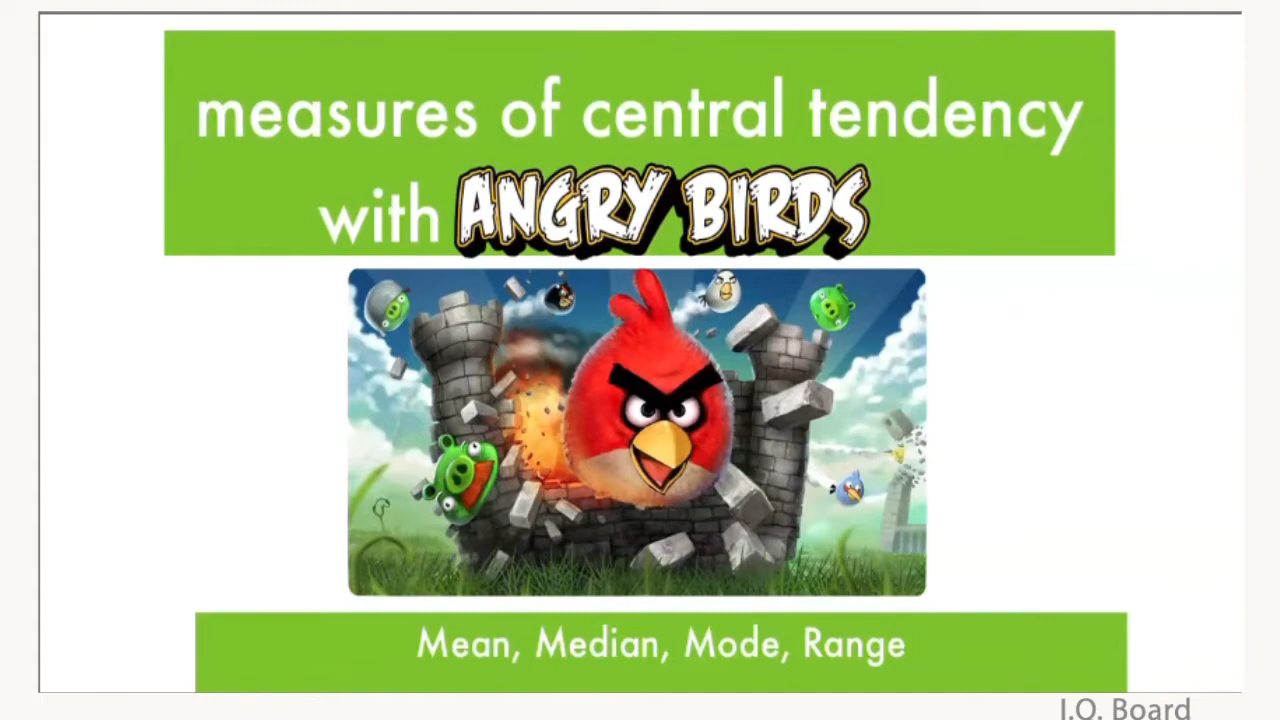 measures of central tendency
with ANGRY BIRDS
Mean, Median, Mode, Range
I.Q. Board